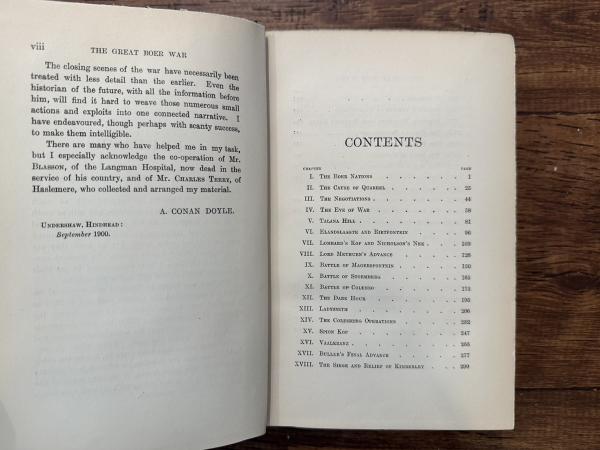 viii
THE GREAT BOER WAR
The closing scenes of the war have necessarily been
treated with less detail than the earlier. Even the
historian of the future, with all the information before
him, will find it hard to weave those numerous small
actions and exploits into one connected narrative. I
have endeavoured, though perhaps with scanty success,
to make them intelligible.
There are many who have helped me in my task,
but I especially acknowledge the co-operation of Mr.
BLASSON, of the Langman Hospital, now dead in the
service of his country, and of Mr. CHARLES TERRY, of
Haslemere, who collected and arranged my material.
A. CONAN DOYLE.
UNDERSHAW, HINDHEAD:
September 1900.
CONTENTS
CHAPTER PAGE
I. THE BOER NATIONS . . . . . 1
II. THE CAUSE OF QUARREL . . . . . 25
III. THE NEGOTIATIONS . . . . . 44
IV. THE EVE OF WAR . . . . . 58
V. TALANA HILL . . . . . 81
VI. ELANDSLAAGTE AND RIETFONTEIN . . . . 96
VII. LOMBARD'S KOP AND NICHOLSON'S NEK . . . 109
VIII. LORD METHUEN'S ADVANCE . . . . 126
IX. BATTLE OF MAGERSFONTEIN . . . . 150
X. BATTLE OF STORMBERG . . . . 165
XI. BATTLE OF COLENSO . . . . 173
XII. THE DARK HOUR . . . . . 195
XIII. LADYSMITH . . . . . 206
XIV. THE COLESBERG OPERATIONS . . . . 232
XV. SPION KOP . . . . . 247
XVI. VAALKRANZ . . . . . 265
XVII. BULLER'S FINAL ADVANCE . . . . 277
XVIII. THE SIEGE AND RELIEF OF KIMBERLEY . . . 299